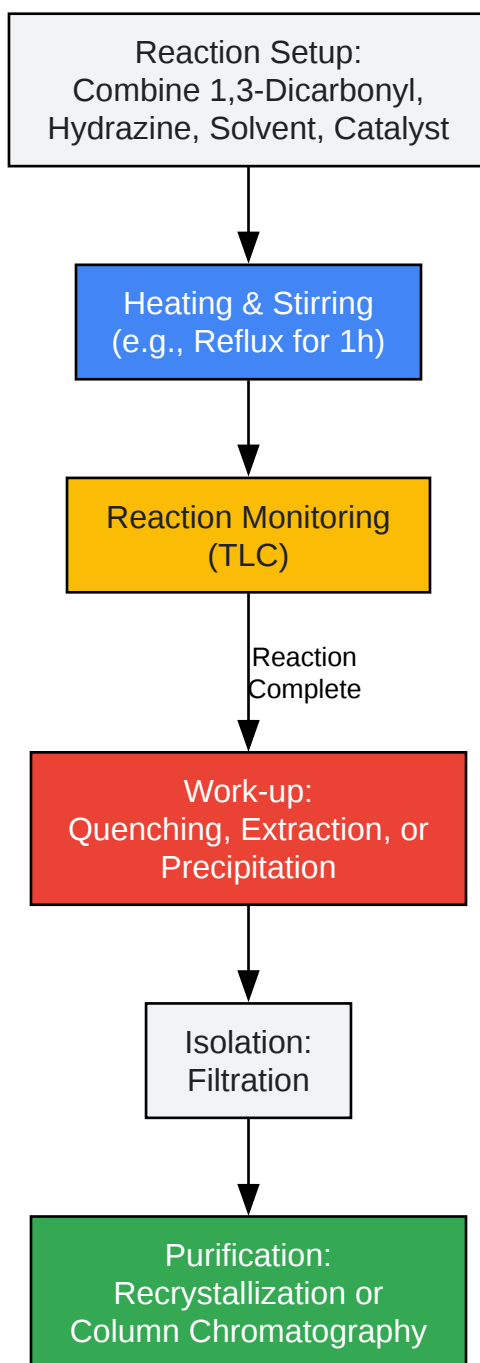 Reaction Setup:
Combine 1,3-Dicarbonyl,
Hydrazine, Solvent, Catalyst
Heating & Stirring
(e.g., Reflux for 1h)
Reaction Monitoring
(TLC)
Reaction
Complete
Work-up:
Quenching, Extraction, or
Precipitation
Isolation:
Filtration
Purification:
Recrystallization or
Column Chromatography